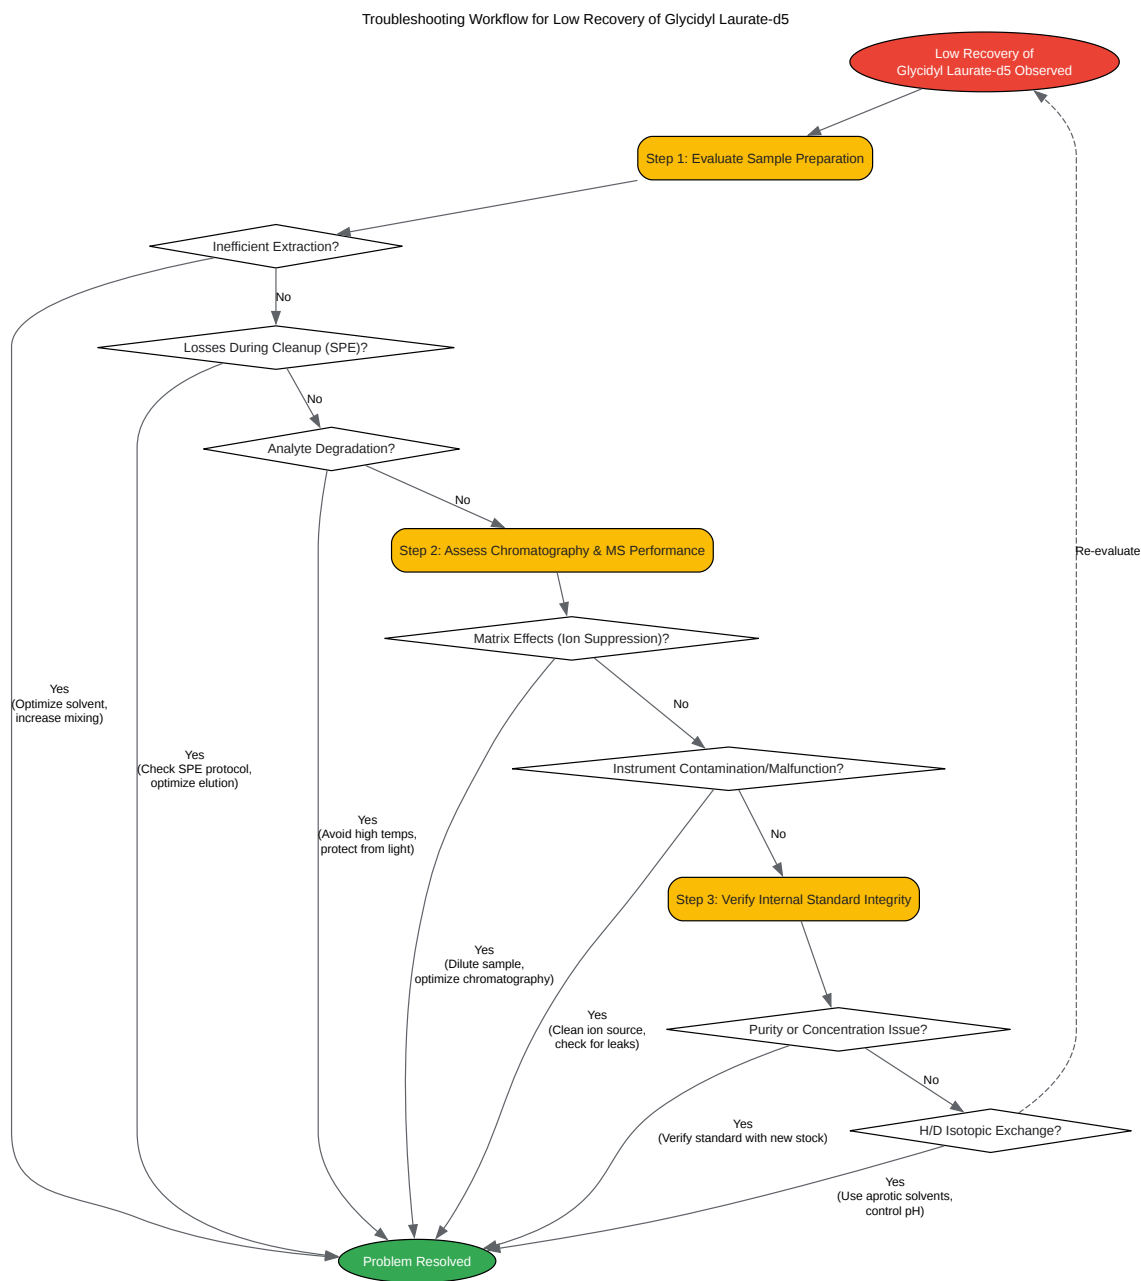 Troubleshooting Workflow for Low Recovery of Glycidyl Laurate-d5
Low Recovery of
Glycidyl Laurate-d5 Observed
Step 1: Evaluate Sample Preparation
Inefficient Extraction?
No
Losses During Cleanup (SPE)?
No
Analyte Degradation?
No
Step 2: Assess Chromatography & MS Performance
Re-evaluate
Matrix Effects (Ion Suppression)?
Yes
(Optimize solvent,
increase mixing)
No
Yes
(Check SPE protocol,
optimize elution)
Instrument Contamination/Malfunction?
Yes
(Avoid high temps,
protect from light)
No
Step 3: Verify Internal Standard Integrity
Yes
(Dilute sample,
optimize chromatography)
Yes
(Clean ion source,
check for leaks)
Purity or Concentration Issue?
No
Yes
(Verify standard with new stock)
H/D Isotopic Exchange?
Yes
(Use aprotic solvents,
control pH)
Problem Resolved